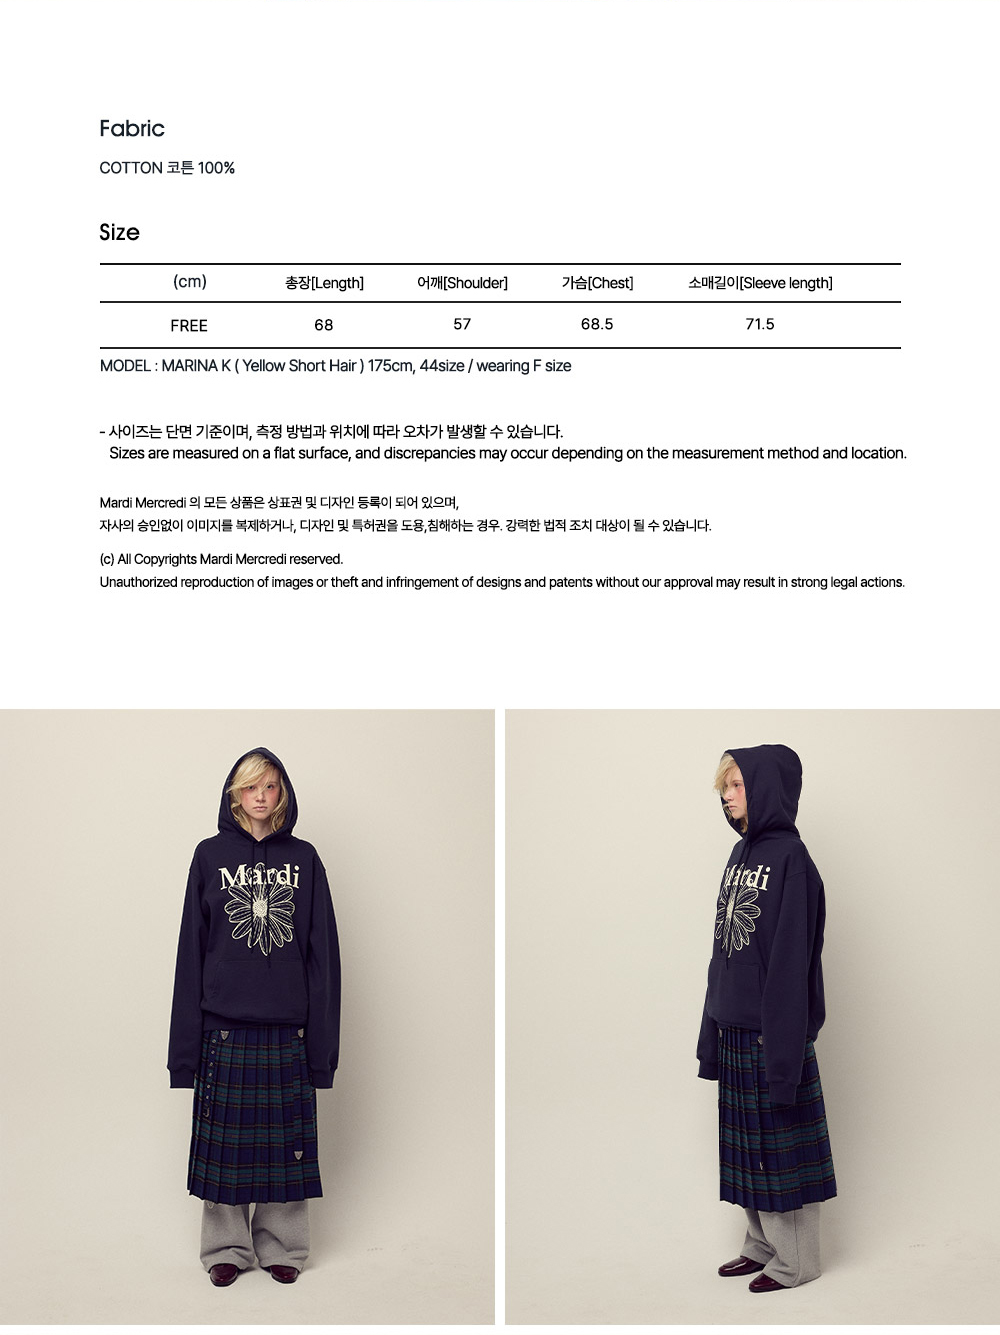 Fabric
COTTON 코튼 100%
Size
(cm) 총장[Length] 어깨[Shoulder] 가슴[Chest] 소매길이[Sleeve length]
FREE 68 57 68.5 71.5
MODEL : MARINA K ( Yellow Short Hair ) 175cm, 44size / wearing F size
- 사이즈는 단면 기준이며, 측정 방법과 위치에 따라 오차가 발생할 수 있습니다.
Sizes are measured on a flat surface, and discrepancies may occur depending on the measurement method and location.
Mardi Mercredi 의 모든 상품은 상표권 및 디자인 등록이 되어 있으며,
자사의 승인없이 이미지를 복제하거나, 디자인 및 특허권을 도용,침해하는 경우. 강력한 법적 조치 대상이 될 수 있습니다.
(c) All Copyrights Mardi Mercredi reserved.
Unauthorized reproduction of images or theft and infringement of designs and patents without our approval may result in strong legal actions.
Mardi
Mardi